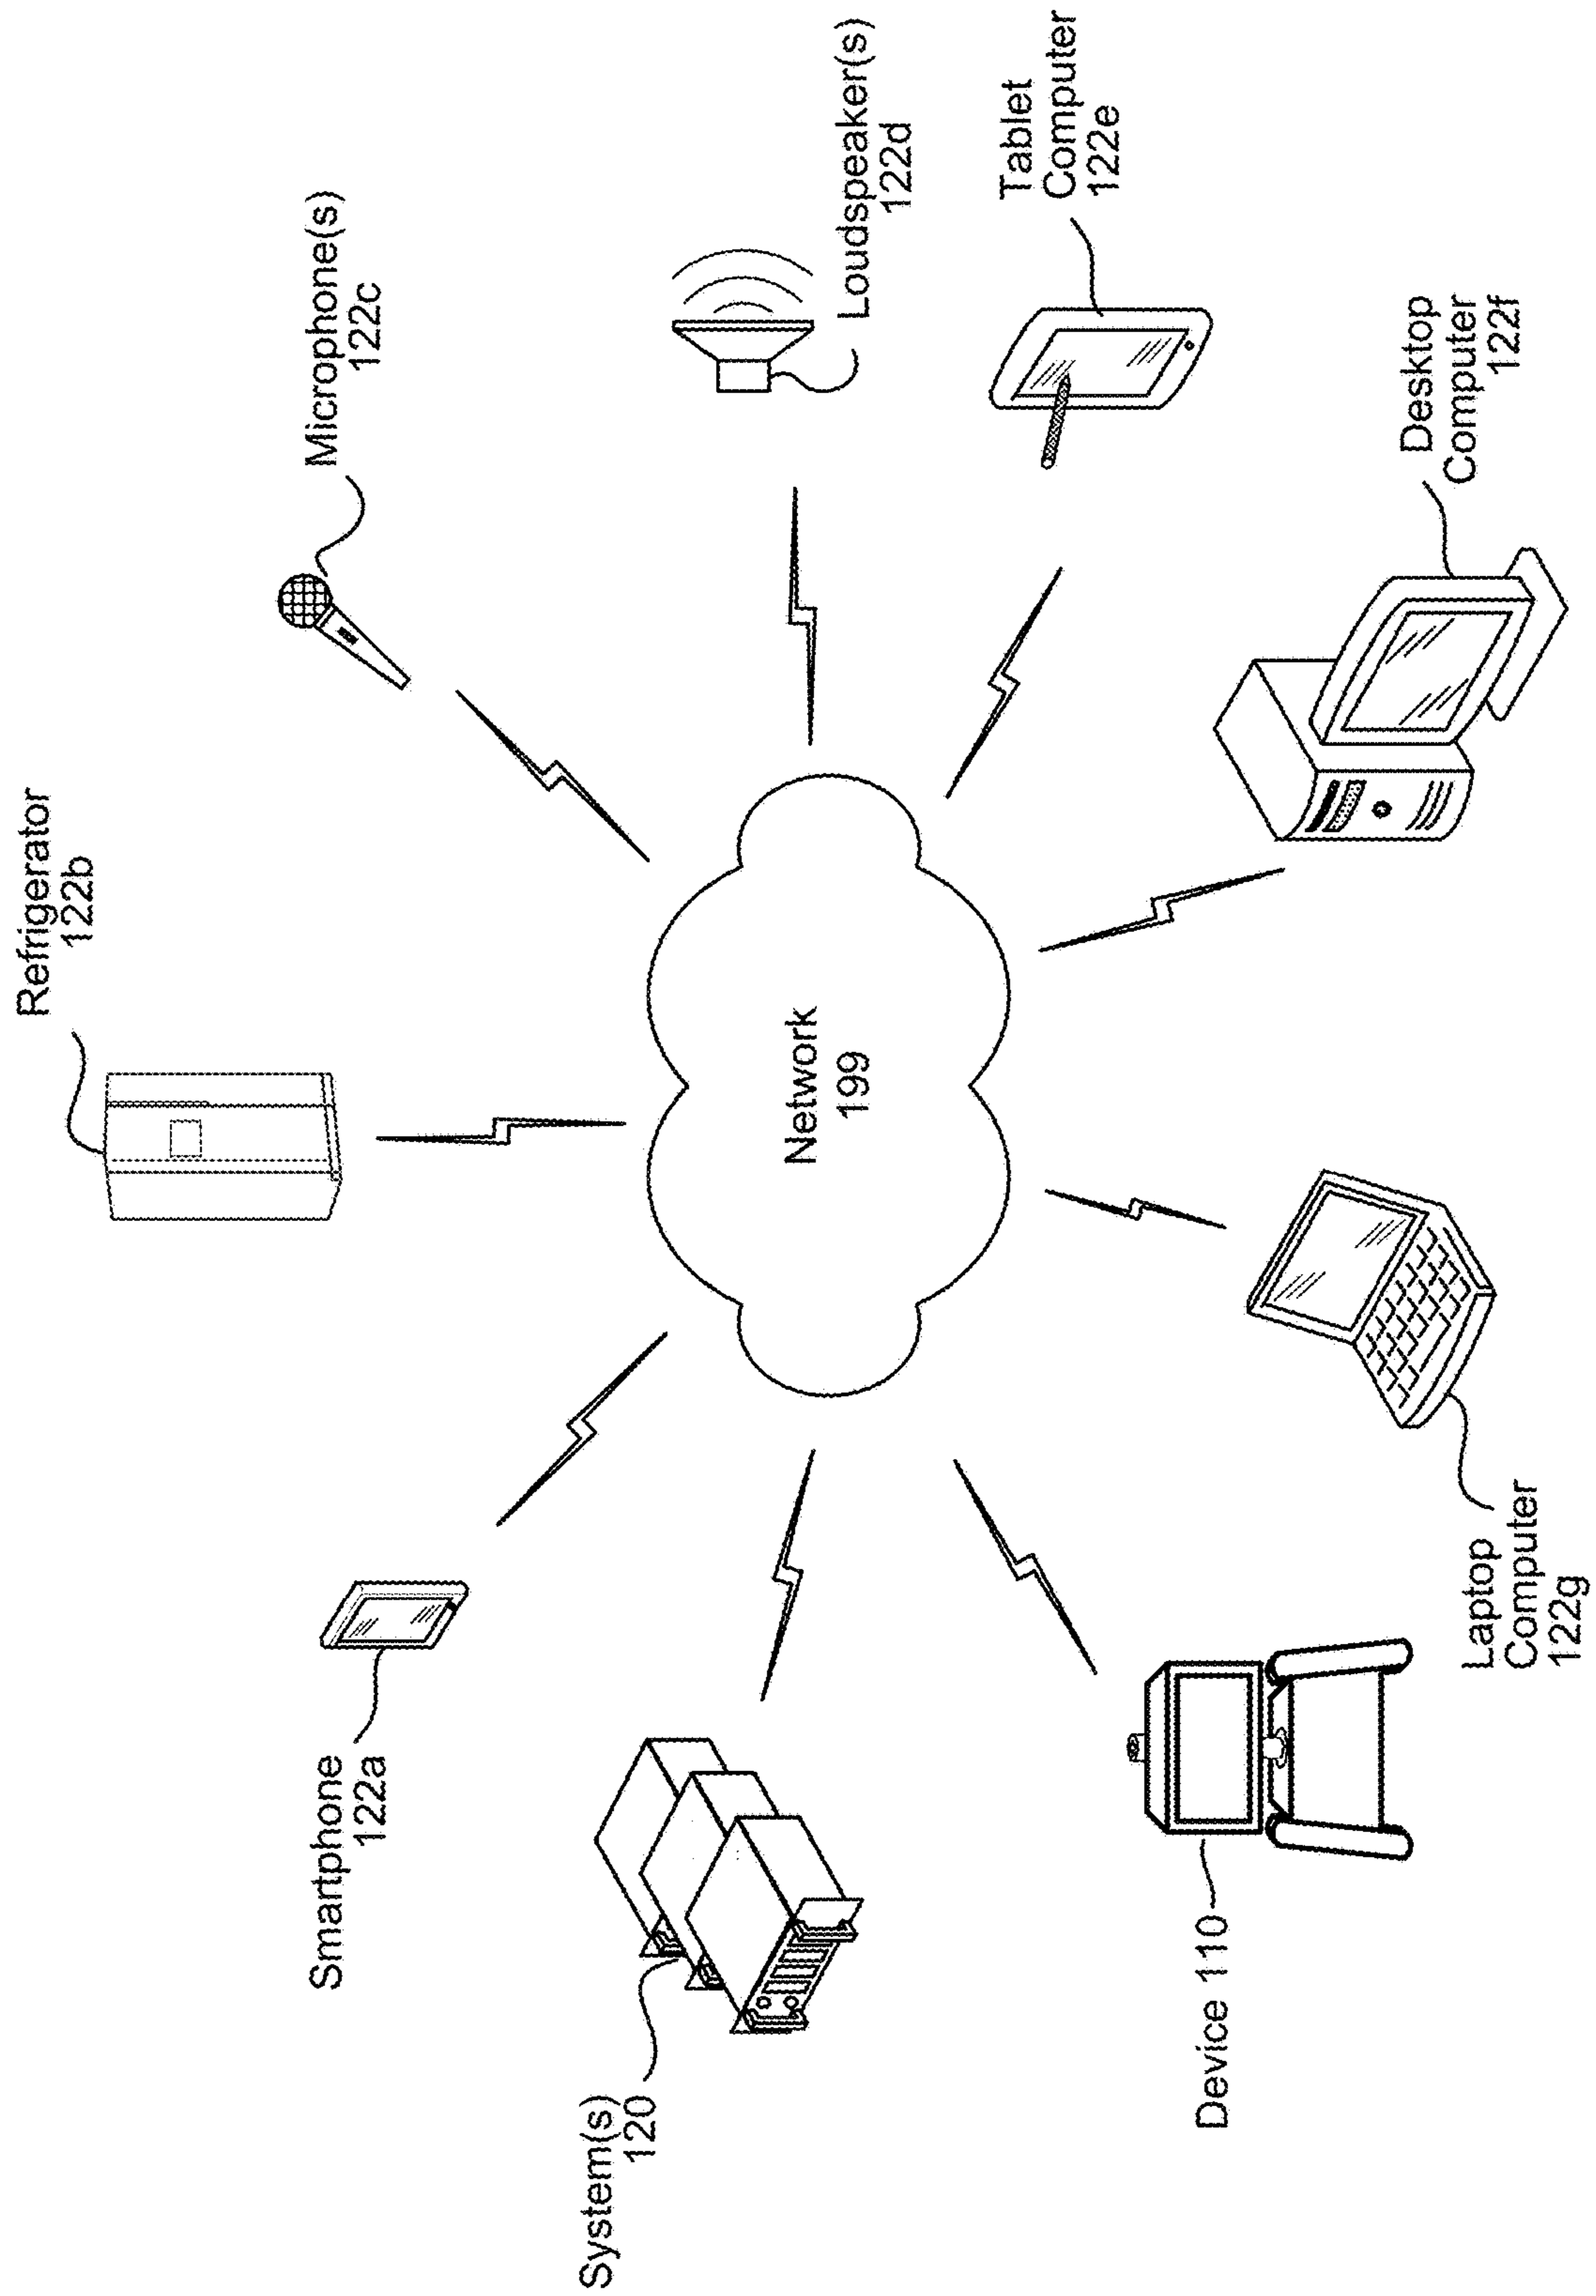 Refrigerator
122b
Smartphone
122a
Microphone(s)
122c
System(s)
120
Network
199
Loudspeaker(s)
122d
Tablet
Computer
122e
Device 110
Laptop
Computer
122g
Desktop
Computer
122f